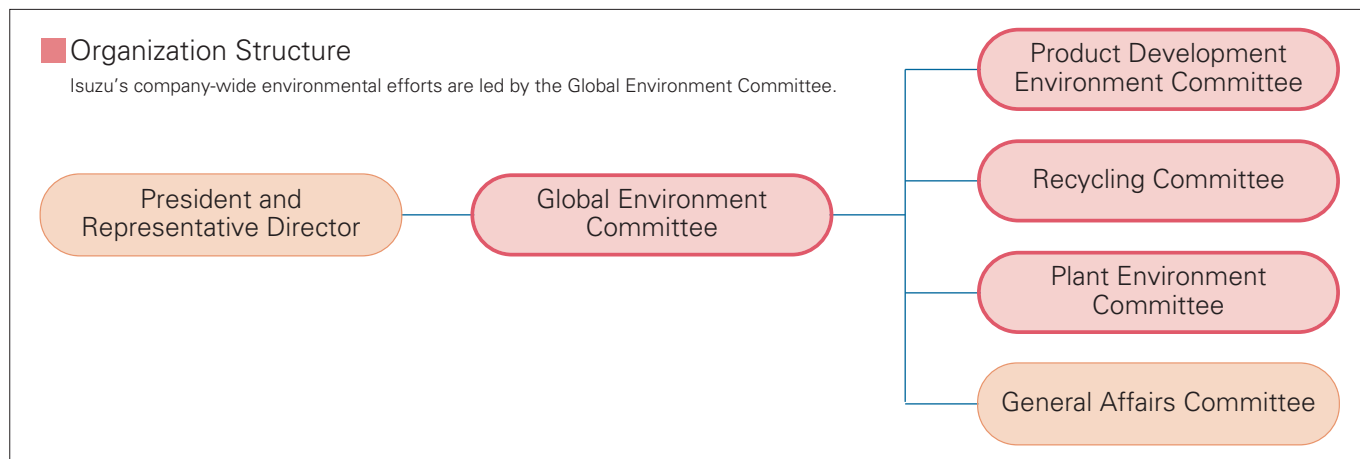 Organization Structure
Isuzu's company-wide environmental efforts are led by the Global Environment Committee.
President and
Representative Director
Global Environment
Committee
Product Development
Environment Committee
Recycling Committee
Plant Environment
Committee
General Affairs Committee